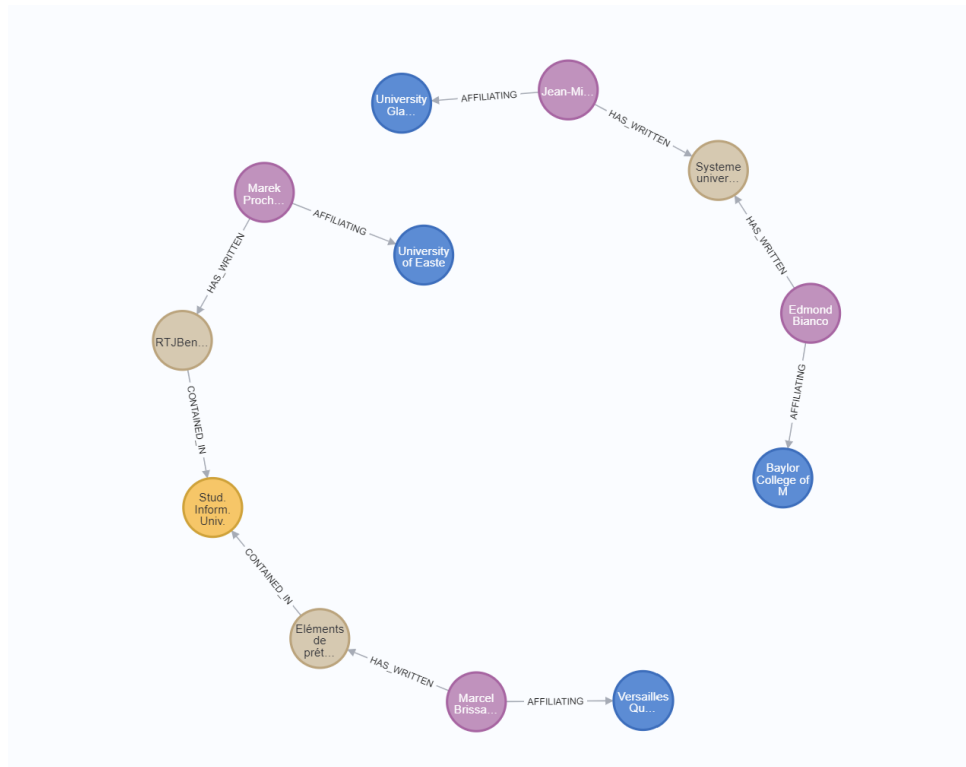 University
Gla...
AFFILIATING
Jean-Mi...
HAS_WRITTEN
Systeme
univer...
Marek
Proch...
AFFILIATING
University
of Easte
HAS_WRITTEN
HAS_WRITTEN
Edmond
Bianco
RTJBen...
AFFILIATING
CONTAINED_IN
Baylor
College of
M
Stud.
Inform.
Univ.
CONTAINED_IN
Eléments
de
prét...
HAS_WRITTEN
Marcel
Brissa...
AFFILIATING
Versailles
Qu...